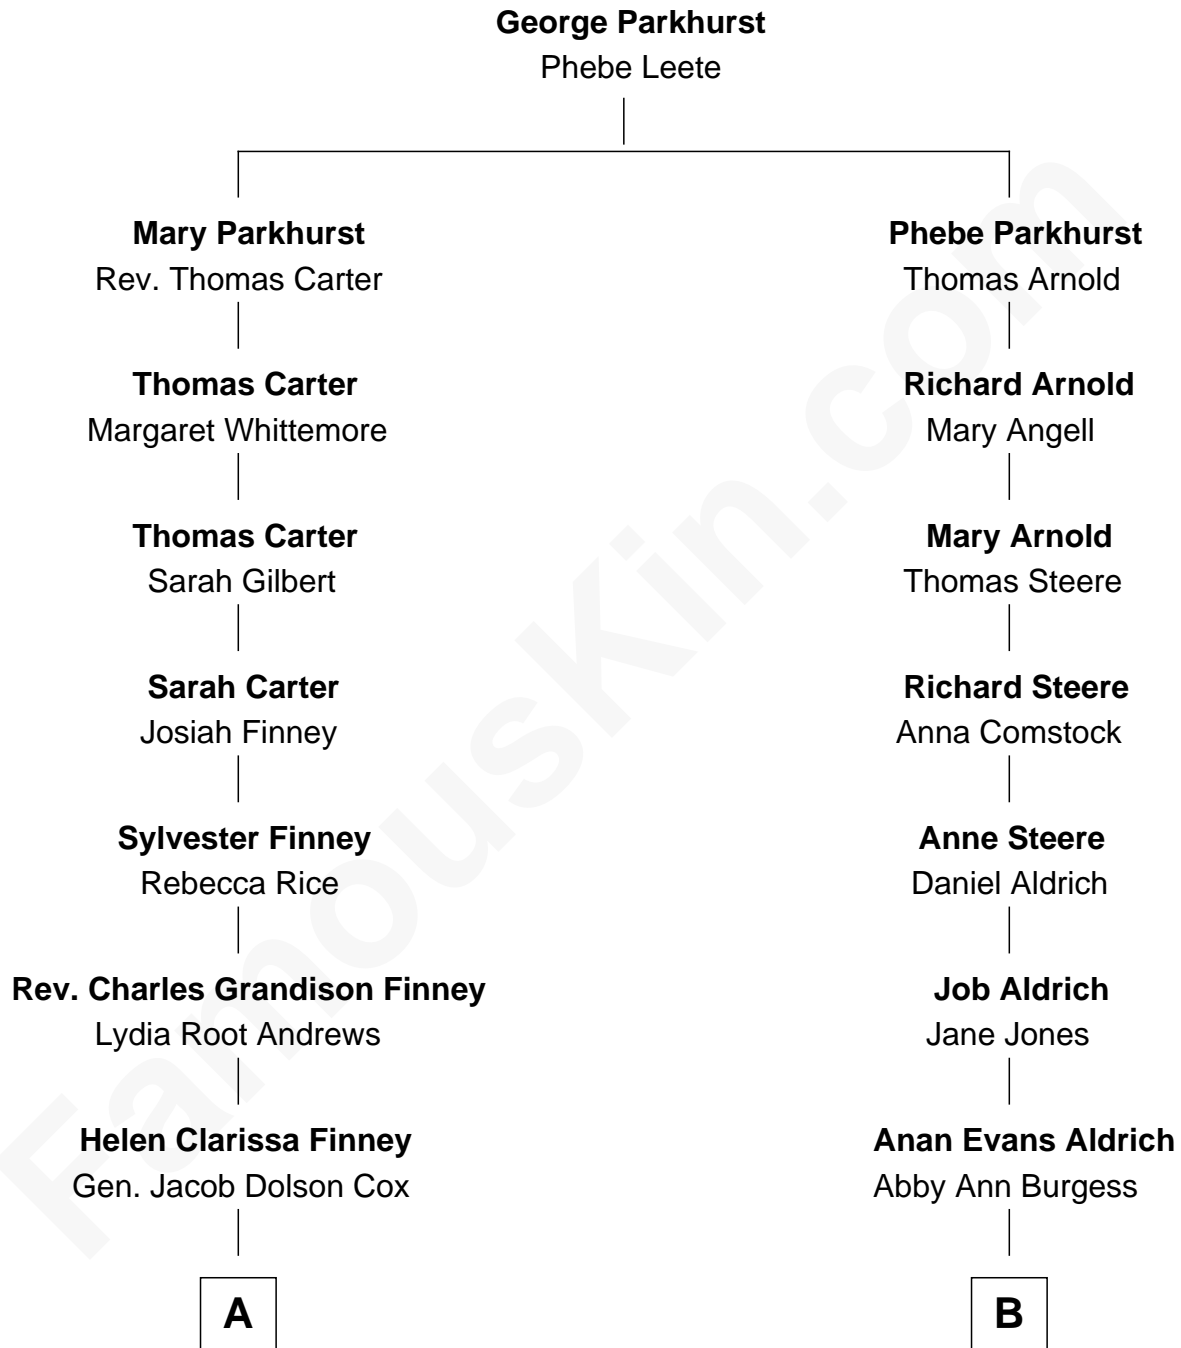 George Parkhurst
Phebe Leete
Mary Parkhurst
Rev. Thomas Carter
Thomas Carter
Margaret Whittemore
Thomas Carter
Sarah Gilbert
Sarah Carter
Josiah Finney
Sylvester Finney
Rebecca Rice
Rev. Charles Grandison Finney
Lydia Root Andrews
Helen Clarissa Finney
Gen. Jacob Dolson Cox
A
Phebe Parkhurst
Thomas Arnold
Richard Arnold
Mary Angell
Mary Arnold
Thomas Steere
Richard Steere
Anna Comstock
Anne Steere
Daniel Aldrich
Job Aldrich
Jane Jones
Anan Evans Aldrich
Abby Ann Burgess
B
FamousKin.com